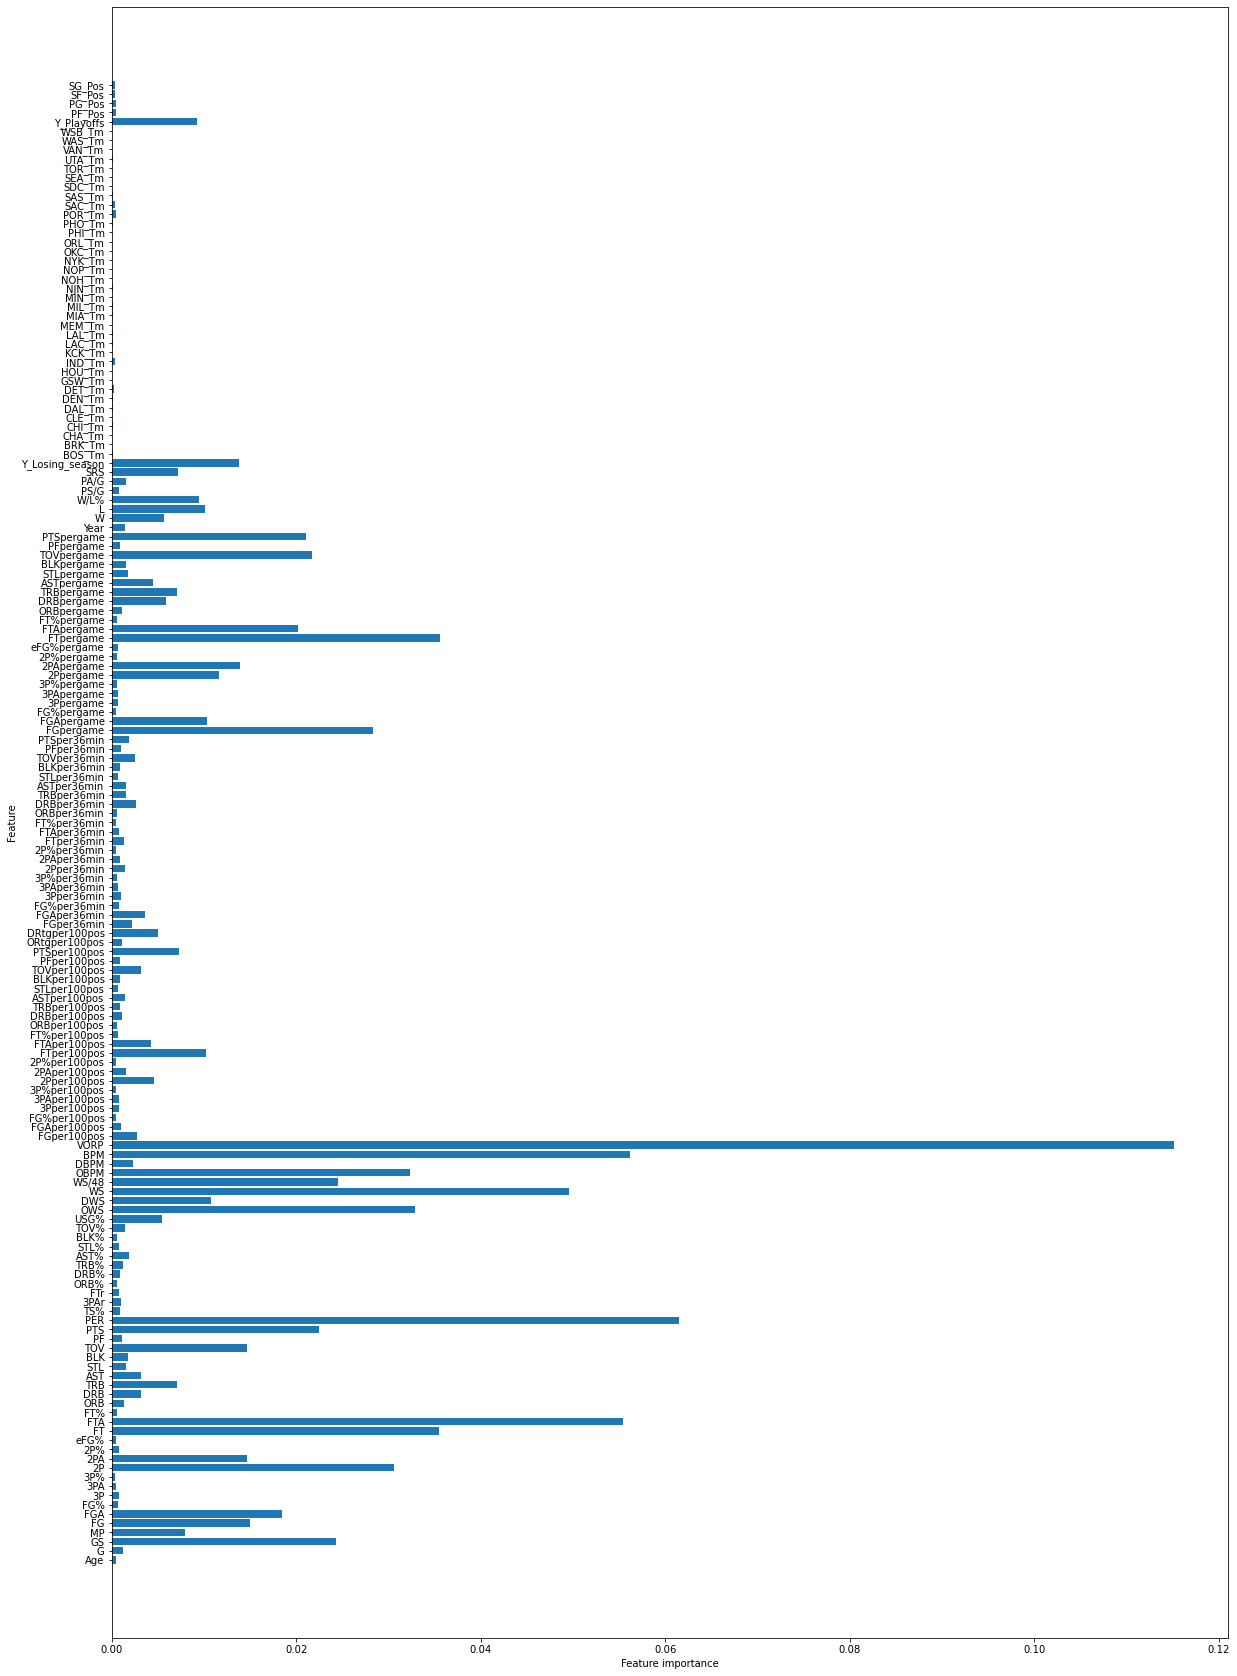 SG_Pos
SF_Pos
PG_Pos
PF_Pos
Y_Playoffs
WSB_Tm
WAS_Tm
VAN_Tm
UTA_Tm
TOR_Tm
SEA_Tm
SDC_Tm
SAS_Tm
SAC_Tm
POR_Tm
PHO_Tm
PHI_Tm
ORL_Tm
OKC_Tm
NYK_Tm
NOP_Tm
NOH_Tm
NJN_Tm
MIN_Tm
MIL_Tm
MIA_Tm
MEM_Tm
LAL_Tm
LAC_Tm
KCK_Tm
IND_Tm
HOU_Tm
GSW_Tm
DET_Tm
DEN_Tm
DAL_Tm
CLE_Tm
CHI_Tm
CHA_Tm
BRK_Tm
BOS_Tm
Y_Losing_season
SRS
PA/G
PS/G
W/L%
L
W
Year
PTSpergame
PFpergame
TOVpergame
BLKpergame
STLpergame
ASTpergame
TRBpergame
DRBpergame
ORBpergame
FT%pergame
FTApergame
FTpergame
eFG%pergame
2P%pergame
2PApergame
2Ppergame
3P%pergame
3PApergame
3Ppergame
FG%pergame
FGApergame
FGpergame
PTSper36min
PFper36min
TOVper36min
BLKper36min
STLper36min
ASTper36min
TRBper36min
DRBper36min
ORBper36min
FT%per36min
FTAper36min
FTper36min
2P%per36min
2PAper36min
2Pper36min
3P%per36min
3PAper36min
3Pper36min
FG%per36min
FGAper36min
FGper36min
DRtgper100pos
ORtgper100pos
PTSper100pos
PFper100pos
TOVper100pos
BLKper100pos
STLper100pos
ASTper100pos
TRBper100pos
DRBper100pos
ORBper100pos
FT%per100pos
FTAper100pos
FTper100pos
2P%per100pos
2PAper100pos
2Pper100pos
3P%per100pos
3PAper100pos
3Pper100pos
FG%per100pos
FGAper100pos
FGper100pos
VORP
BPM
DBPM
OBPM
WS/48
WS
DWS
OWS
USG%
TOV%
BLK%
STL%
AST%
TRB%
DRB%
ORB%
FTr
3PAr
TS%
PER
PTS
PF
TOV
BLK
STL
AST
TRB
DRB
ORB
FT%
FTA
FT
eFG%
2P%
2PA
2P
3P%
3PA
3P
FG%
FGA
FG
MP
GS
G
Age
Feature
0.00 0.02 0.04 0.06 0.08 0.10 0.12
Feature importance